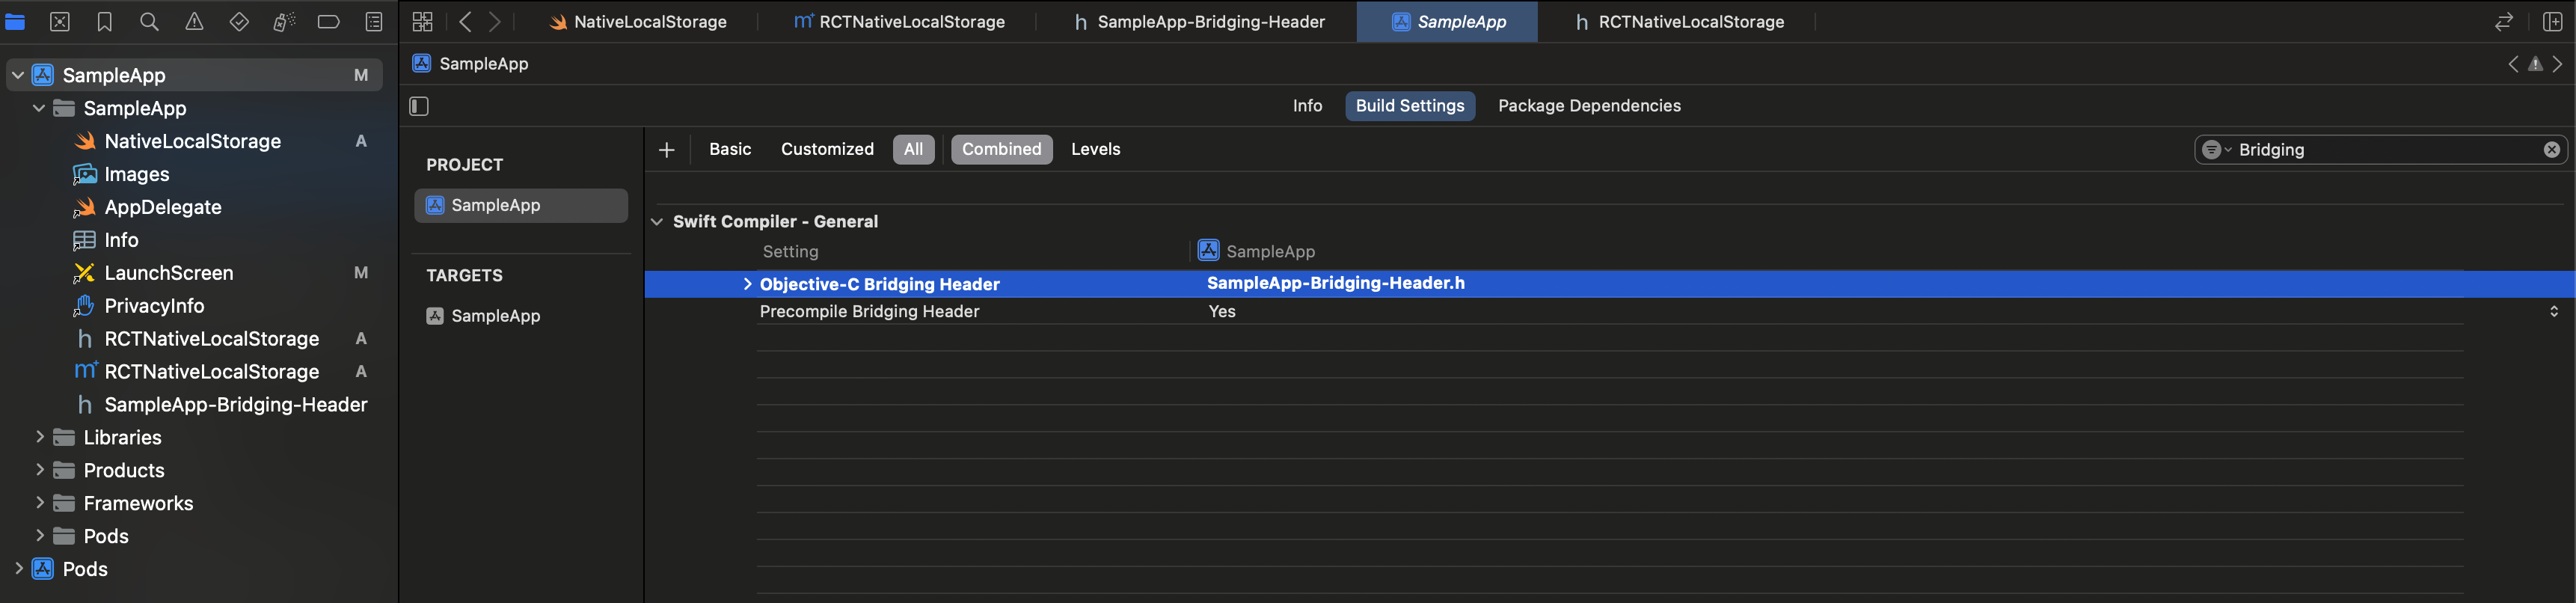 NativeLocalStorage
RCTNativeLocalStorage
SampleApp-Bridging-Header
SampleApp
RCTNativeLocalStorage
SampleApp M
SampleApp
NativeLocalStorage A
Images
AppDelegate
Info
LaunchScreen M
PrivacyInfo
RCTNativeLocalStorage A
RCTNativeLocalStorage A
SampleApp-Bridging-Header
Libraries
Products
Frameworks
Pods
Pods
SampleApp
Info Build Settings Package Dependencies
PROJECT
SampleApp
TARGETS
SampleApp
Basic Customized All Combined Levels
Bridging
Swift Compiler - General
Setting SampleApp
Objective-C Bridging Header SampleApp-Bridging-Header.h
Precompile Bridging Header Yes